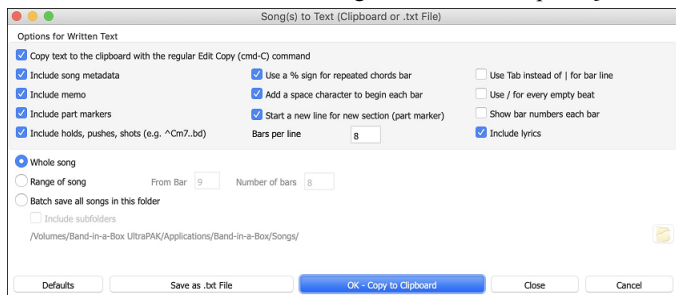 Song(s) to Text (Clipboard or .txt File)
Options for Written Text
Copy text to the clipboard with the regular Edit Copy (cmd-C) command
Include song metadata Use a % sign for repeated chords bar Use Tab instead of | for bar line
Include memo Add a space character to begin each bar Use / for every empty beat
Include part markers Start a new line for new section (part marker) Show bar numbers each bar
Include holds, pushes, shots (e.g. ^Cm7..bd) Bars per line 8 Include lyrics
Whole song
Range of song From Bar 9 Number of bars 8
Batch save all songs in this folder
Include subfolders
/Volumes/Band-in-a-Box UltraPAK/Applications/Band-in-a-Box/Songs/
Defaults Save as .txt File OK - Copy to Clipboard Close Cancel